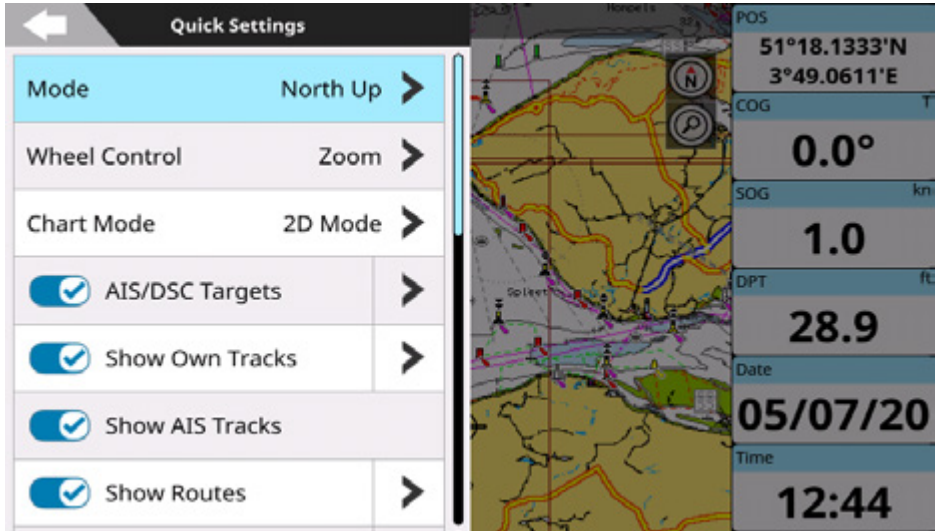 Quick Settings
Mode North Up
Wheel Control Zoom
Chart Mode 2D Mode
AIS/DSC Targets
Show Own Tracks
Show AIS Tracks
Show Routes
Hompels
N
Spleet
POS
51°18.1333'N
3°49.0611'E
COG T
0.0°
SOG kn
1.0
DPT ft.
28.9
Date
05/07/20
Time
12:44